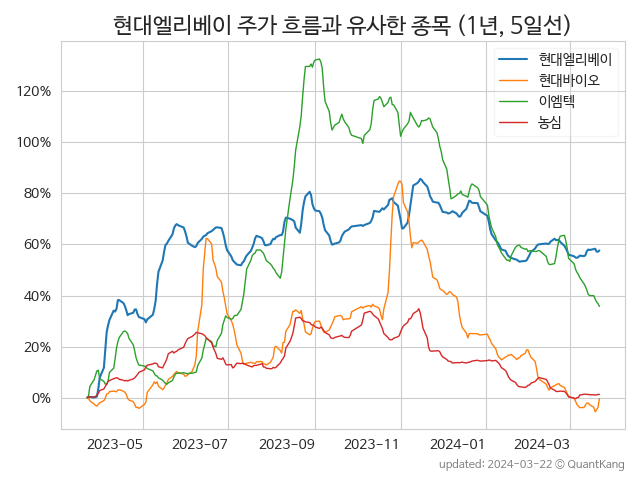 현대엘리베이 주가 흐름과 유사한 종목 (1년, 5일선)
현대엘리베이
현대바이오
이엠텍
농심
120%
100%
80%
60%
40%
20%
0%
2023-05 2023-07 2023-09 2023-11 2024-01 2024-03
updated: 2024-03-22 © QuantKang